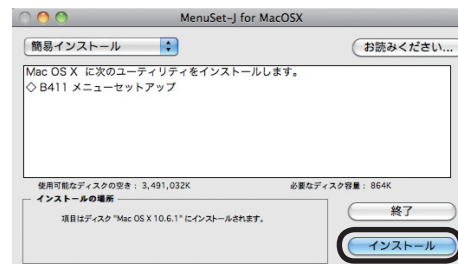 MenuSet-J for MacOSX
簡易インストール
お読みください...
Mac OS X に次のユーティリティをインストールします。
◇ B411 メニューセットアップ
使用可能なディスクの空き： 3,491,032K
必要なディスク容量： 864K
インストールの場所
項目はディスク "Mac OS X 10.6.1" にインストールされます。
終了
インストール